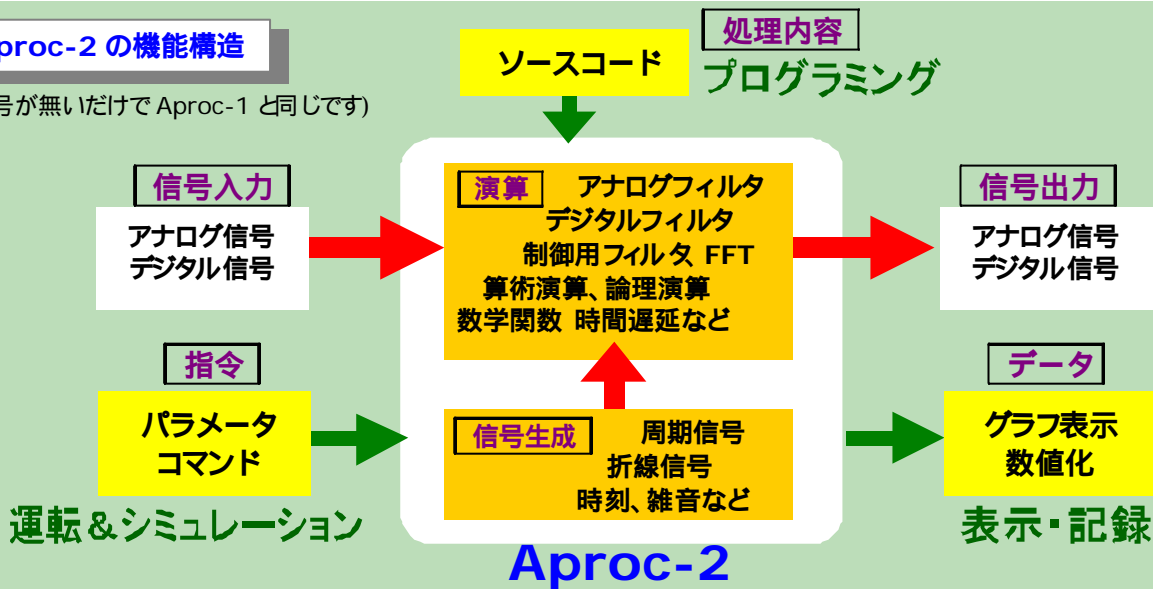 proc-2 の機能構造
号が無いだけで Aproc-1 と同じです)
ソースコード
処理内容
プログラミング
信号入力
アナログ信号
デジタル信号
演算 アナログフィルタ
デジタルフィルタ
制御用フィルタ FFT
算術演算、論理演算
数学関数 時間遅延など
信号出力
アナログ信号
デジタル信号
指令
パラメータ
コマンド
運転&シミュレーション
信号生成 周期信号
折線信号
時刻、雑音など
データ
グラフ表示
数値化
表示・記録
Aproc-2